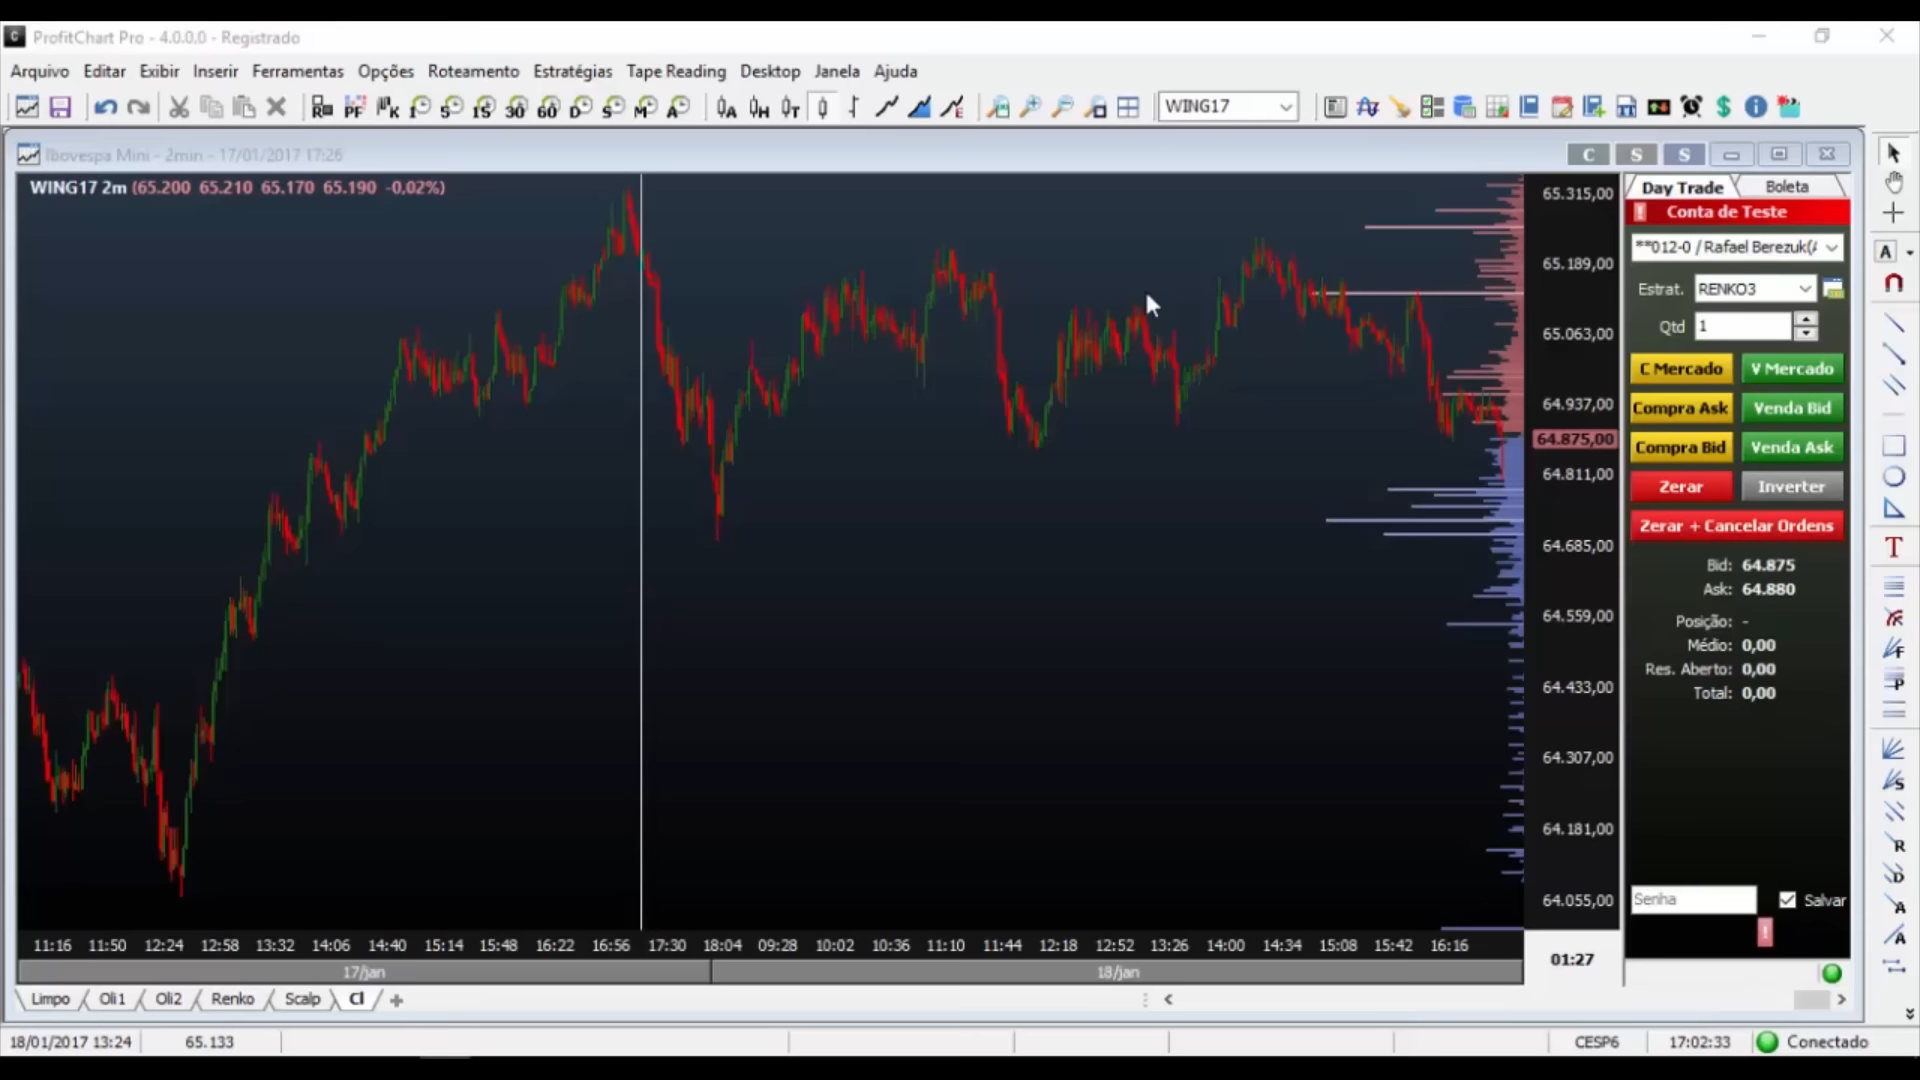 ProfitChart Pro - 4.0.0.0 - Registrado
Arquivo Editar Exibir Inserir Ferramentas Opções Roteamento Estratégias Tape Reading Desktop Janela Ajuda
R PF K 1 5 15 30 60 D S M A A H T E WING17
Ibovespa Mini - 2min - 17/01/2017 17:26
C S S
WING17 2m (65.200 65.210 65.170 65.190 -0,02%)
65.315,00
65.189,00
65.063,00
64.937,00
64.875,00
64.811,00
64.685,00
64.559,00
64.433,00
64.307,00
64.181,00
64.055,00
Day Trade Boleta
! Conta de Teste
**012-0 / Rafael Berezuk(
Estrat. RENKO3
Qtd 1
C Mercado V Mercado
Compra Ask Venda Bid
Compra Bid Venda Ask
Zerar Inverter
Zerar + Cancelar Ordens
Bid: 64.875
Ask: 64.880
Posição: -
Médio: 0,00
Res. Aberto: 0,00
Total: 0,00
Senha Salvar
!
A
T
F
P
S
R
D
A
A
11:16 11:50 12:24 12:58 13:32 14:06 14:40 15:14 15:48 16:22 16:56 17:30 18:04 09:28 10:02 10:36 11:10 11:44 12:18 12:52 13:26 14:00 14:34 15:08 15:42 16:16
01:27
17/jan 18/jan
Limpo Oli1 Oli2 Renko Scalp Cl +
18/01/2017 13:24 65.133 CESP6 17:02:33 Conectado